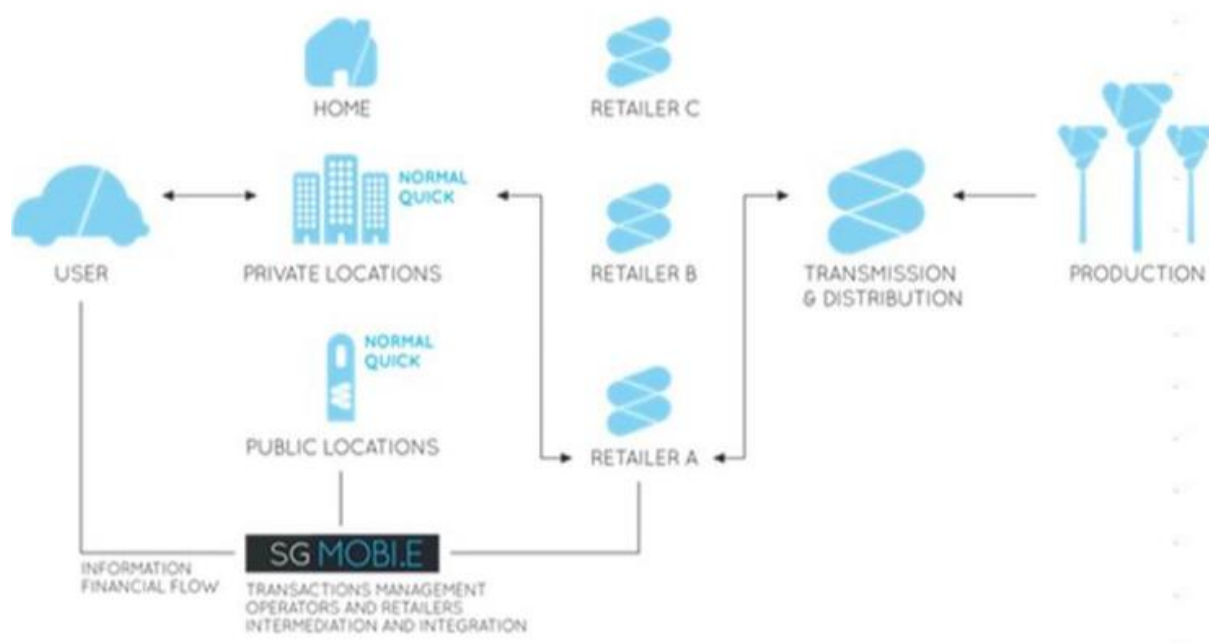 HOME
RETAILER C
NORMAL
QUICK
USER
PRIVATE LOCATIONS
RETAILER B
TRANSMISSION
& DISTRIBUTION
PRODUCTION
NORMAL
QUICK
PUBLIC LOCATIONS
RETAILER A
SG MOBI.E
INFORMATION
FINANCIAL FLOW
TRANSACTIONS MANAGEMENT
OPERATORS AND RETAILERS
INTERMEDIATION AND INTEGRATION